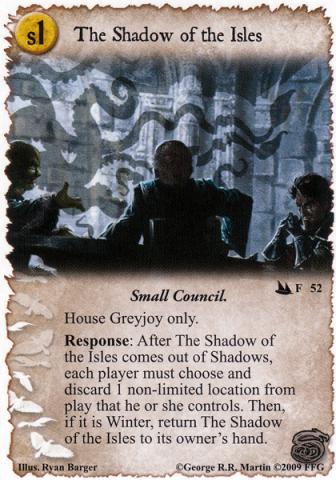 s1
The Shadow of the Isles
F 52
Small Council.
House Greyjoy only.
Response: After The Shadow of
the Isles comes out of Shadows,
each player must choose and
discard 1 non-limited location from
play that he or she controls. Then,
if it is Winter, return The Shadow
of the Isles to its owner's hand.
Illus. Ryan Barger
©George R.R. Martin ©2009 FFG